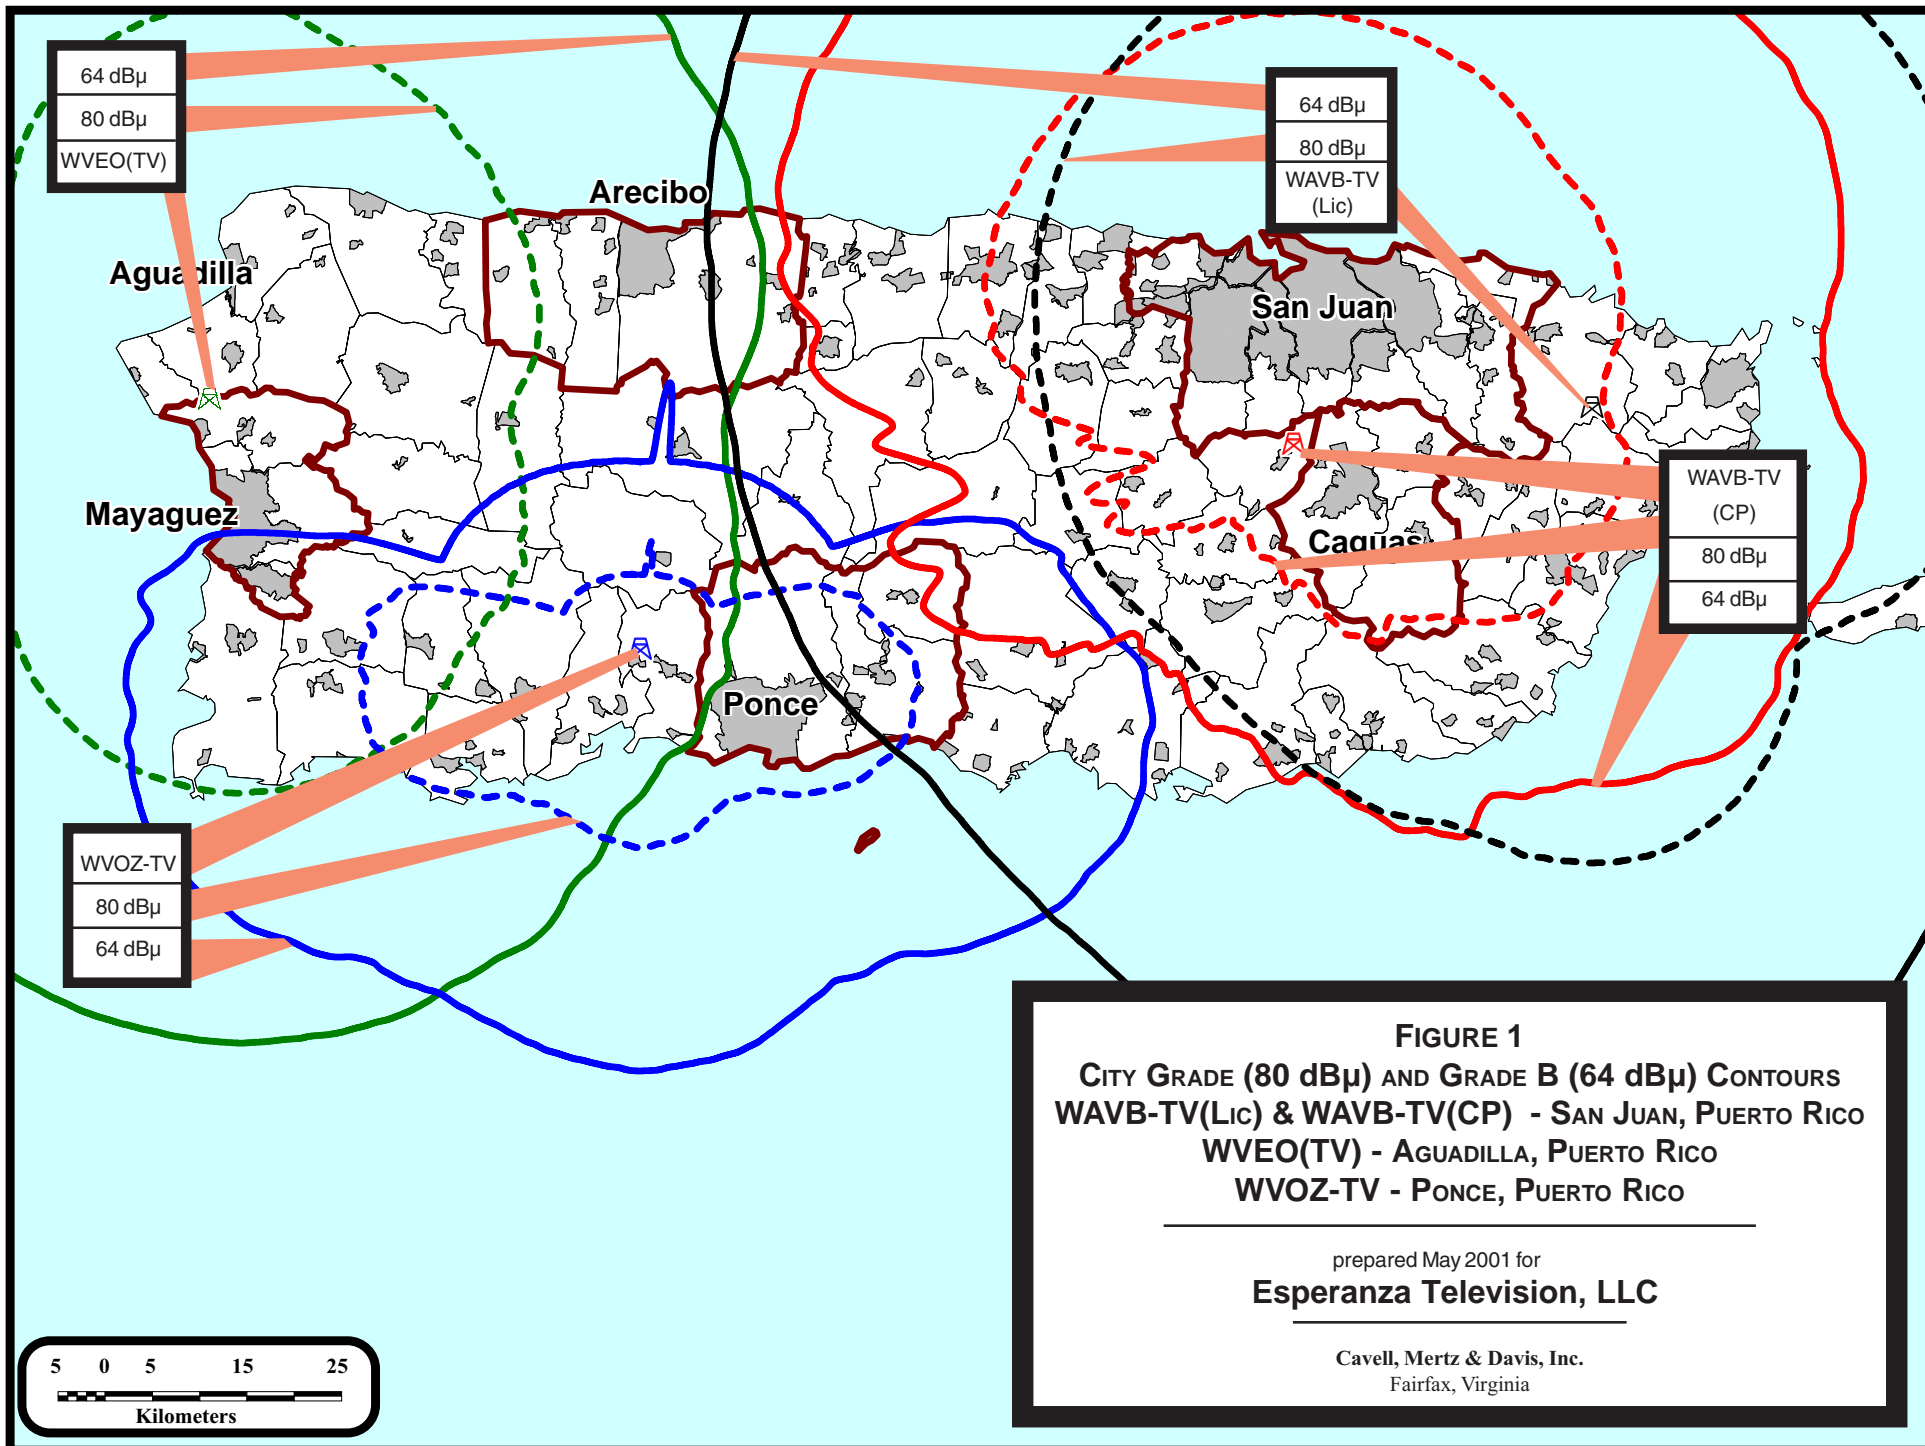 64 dBµ
80 dBµ
WVEO(TV)
64 dBµ
80 dBµ
WAVB-TV
(Lic)
Arecibo
Aguadilla
San Juan
Mayaguez
WAVB-TV
(CP)
80 dBµ
64 dBµ
Caguas
Ponce
WVOZ-TV
80 dBµ
64 dBµ
FIGURE 1
CITY GRADE (80 dBµ) AND GRADE B (64 dBµ) CONTOURS
WAVB-TV(LIC) & WAVB-TV(CP) - SAN JUAN, PUERTO RICO
WVEO(TV) - AGUADILLA, PUERTO RICO
WVOZ-TV - PONCE, PUERTO RICO
prepared May 2001 for
Esperanza Television, LLC
Cavell, Mertz & Davis, Inc.
Fairfax, Virginia
5 0 5 15 25
Kilometers